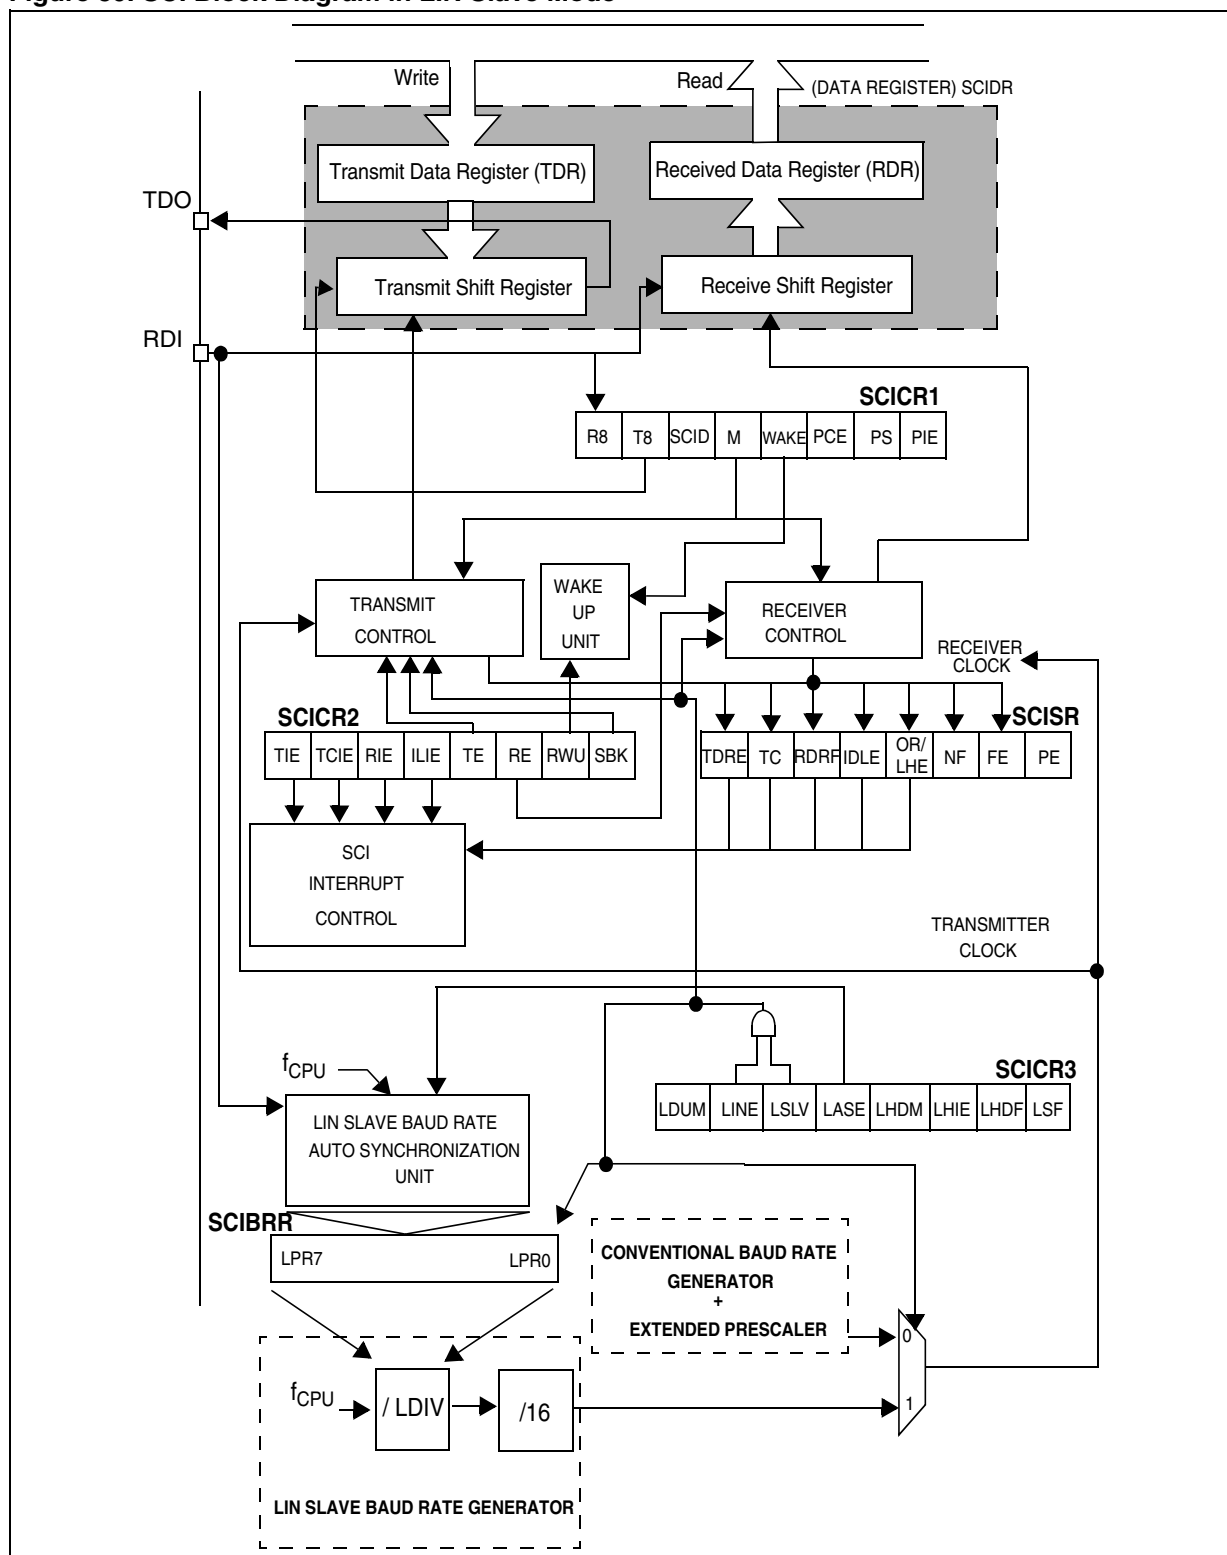 Write
Read
(DATA REGISTER) SCIDR
Transmit Data Register (TDR)
Received Data Register (RDR)
TDO
Transmit Shift Register
Receive Shift Register
RDI
SCICR1
R8 T8 SCID M WAKE PCE PS PIE
TRANSMIT
CONTROL
WAKE
UP
UNIT
RECEIVER
CONTROL
RECEIVER
CLOCK
SCICR2
SCISR
TIE TCIE RIE ILIE TE RE RWU SBK
TDRE TC RDRF IDLE OR/
LHE NF FE PE
SCI
INTERRUPT
CONTROL
TRANSMITTER
CLOCK
fCPU
SCICR3
LDUM LINE LSLV LASE LHDM LHIE LHDF LSF
LIN SLAVE BAUD RATE
AUTO SYNCHRONIZATION
UNIT
SCIBRR
LPR7 LPR0
CONVENTIONAL BAUD RATE
GENERATOR
+
EXTENDED PRESCALER
0
fCPU
/ LDIV
/16
1
LIN SLAVE BAUD RATE GENERATOR